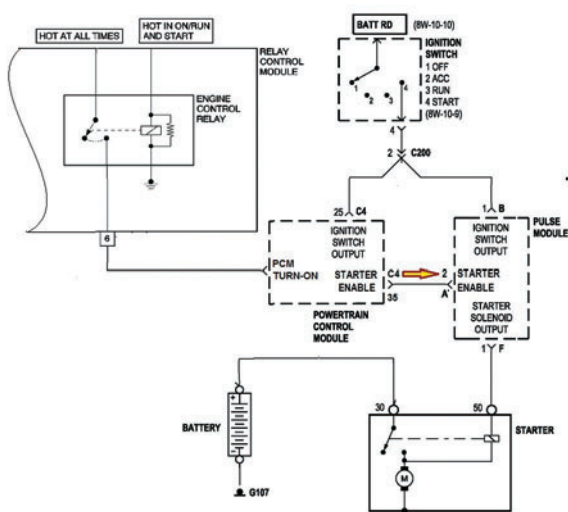 HOT AT ALL TIMES
HOT IN ON/RUN
AND START
RELAY
CONTROL
MODULE
ENGINE
CONTROL
RELAY
6
BATT RD
(8W-10-10)
IGNITION
SWITCH
1 OFF
2 ACC
3 RUN
4 START
(8W-10-9)
1
2
3
4
4
2
C200
25 C4
1 B
IGNITION
SWITCH
OUTPUT
PCM
TURN-ON
STARTER
ENABLE
C4
35
POWERTRAIN
CONTROL
MODULE
PULSE
MODULE
IGNITION
SWITCH
OUTPUT
2
A
STARTER
ENABLE
STARTER
SOLENOID
OUTPUT
1 F
BATTERY
+
-
G107
30
50
STARTER
M